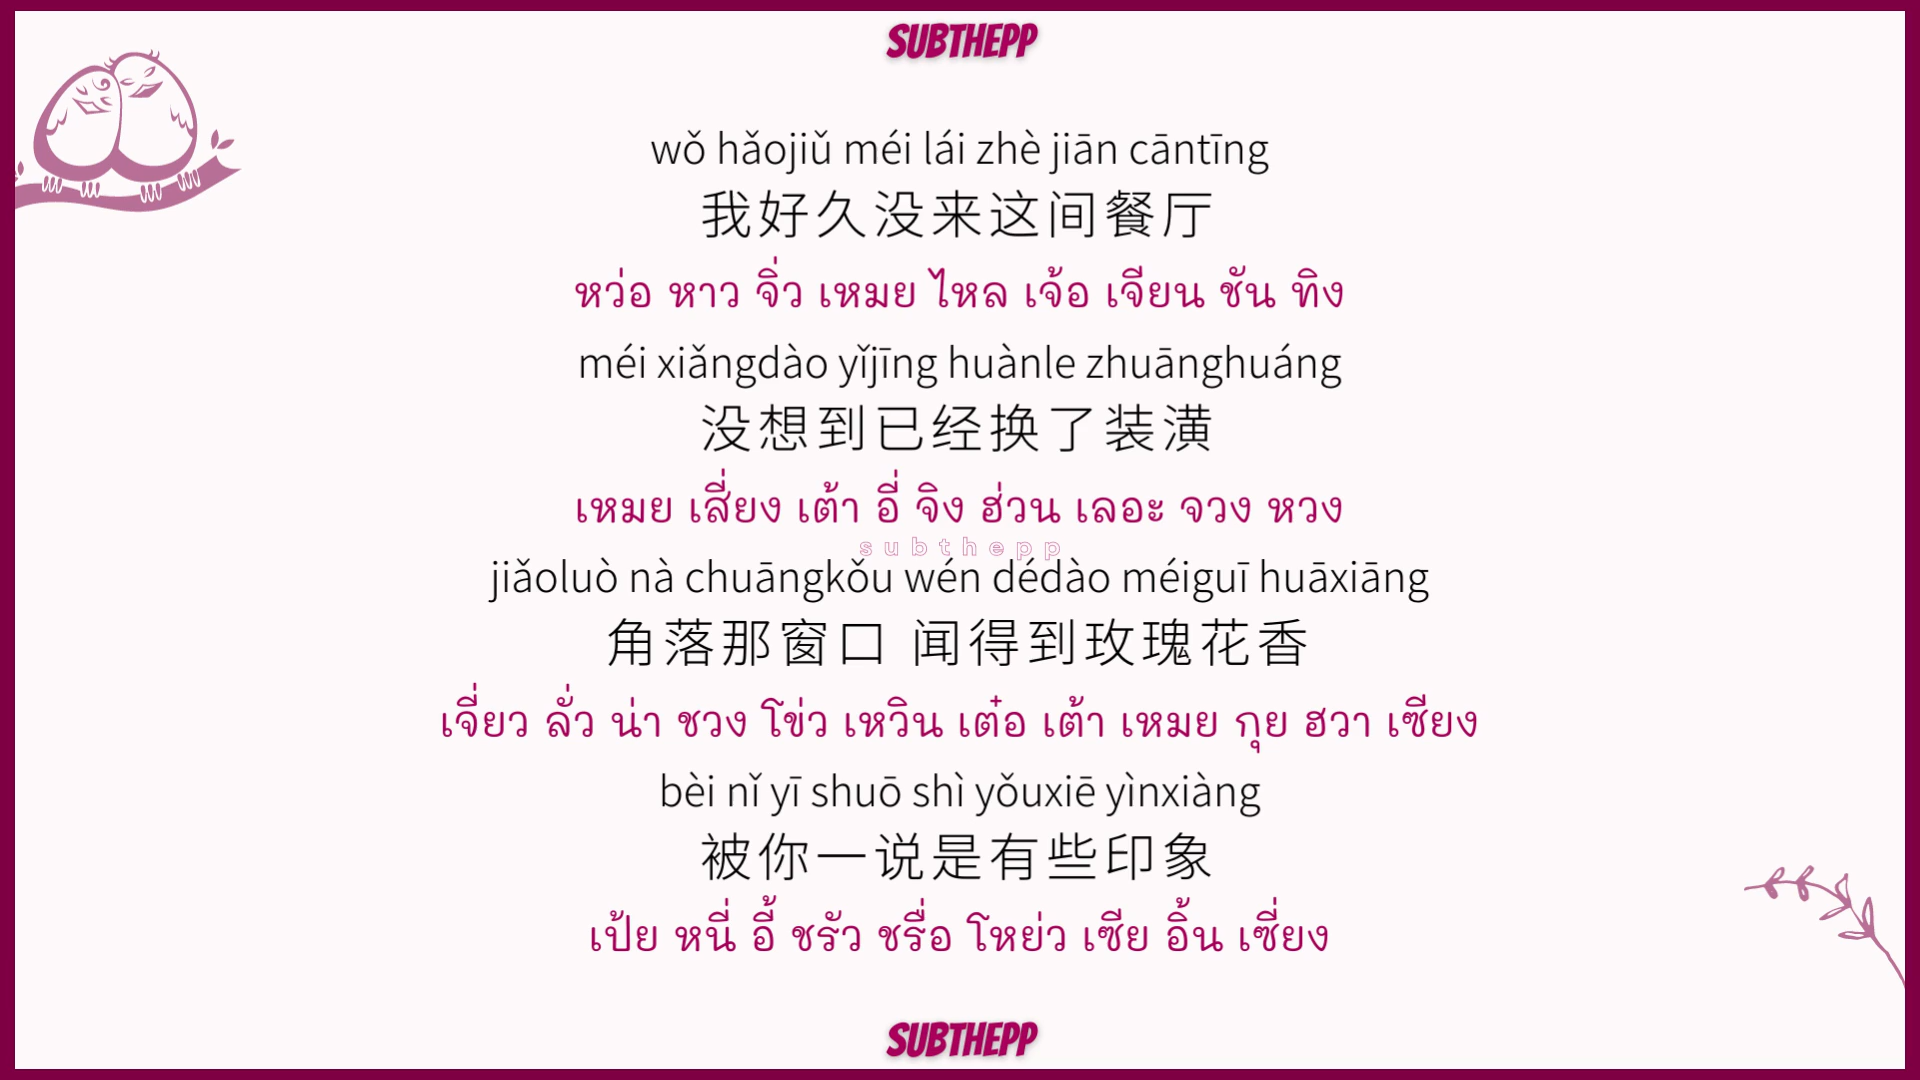 SUBTHEPP
wǒ hǎojiǔ méi lái zhè jiān cāntīng
我好久没来这间餐厅
หว่อ หาว จิ่ว เหมย ไหล เจ้อ เจียน ชัน ทิง
méi xiǎngdào yǐjīng huànle zhuānghuáng
没想到已经换了装潢
เหมย เสี่ยง เต้า อี่ จิง ฮ่วน เลอะ จวง หวง
subthepp
jiǎoluò nà chuāngkǒu wén dédào méiguī huāxiāng
角落那窗口 闻得到玫瑰花香
เจี่ยว ลั่ว น่า ชวง โข่ว เหวิน เต๋อ เต้า เหมย กุย ฮวา เซียง
bèi nǐ yī shuō shì yǒuxiē yìnxiàng
被你一说是有些印象
เป้ย หนี่ อี้ ชรัว ชรื่อ โหย่ว เซีย อิ้น เซี่ยง
SUBTHEPP